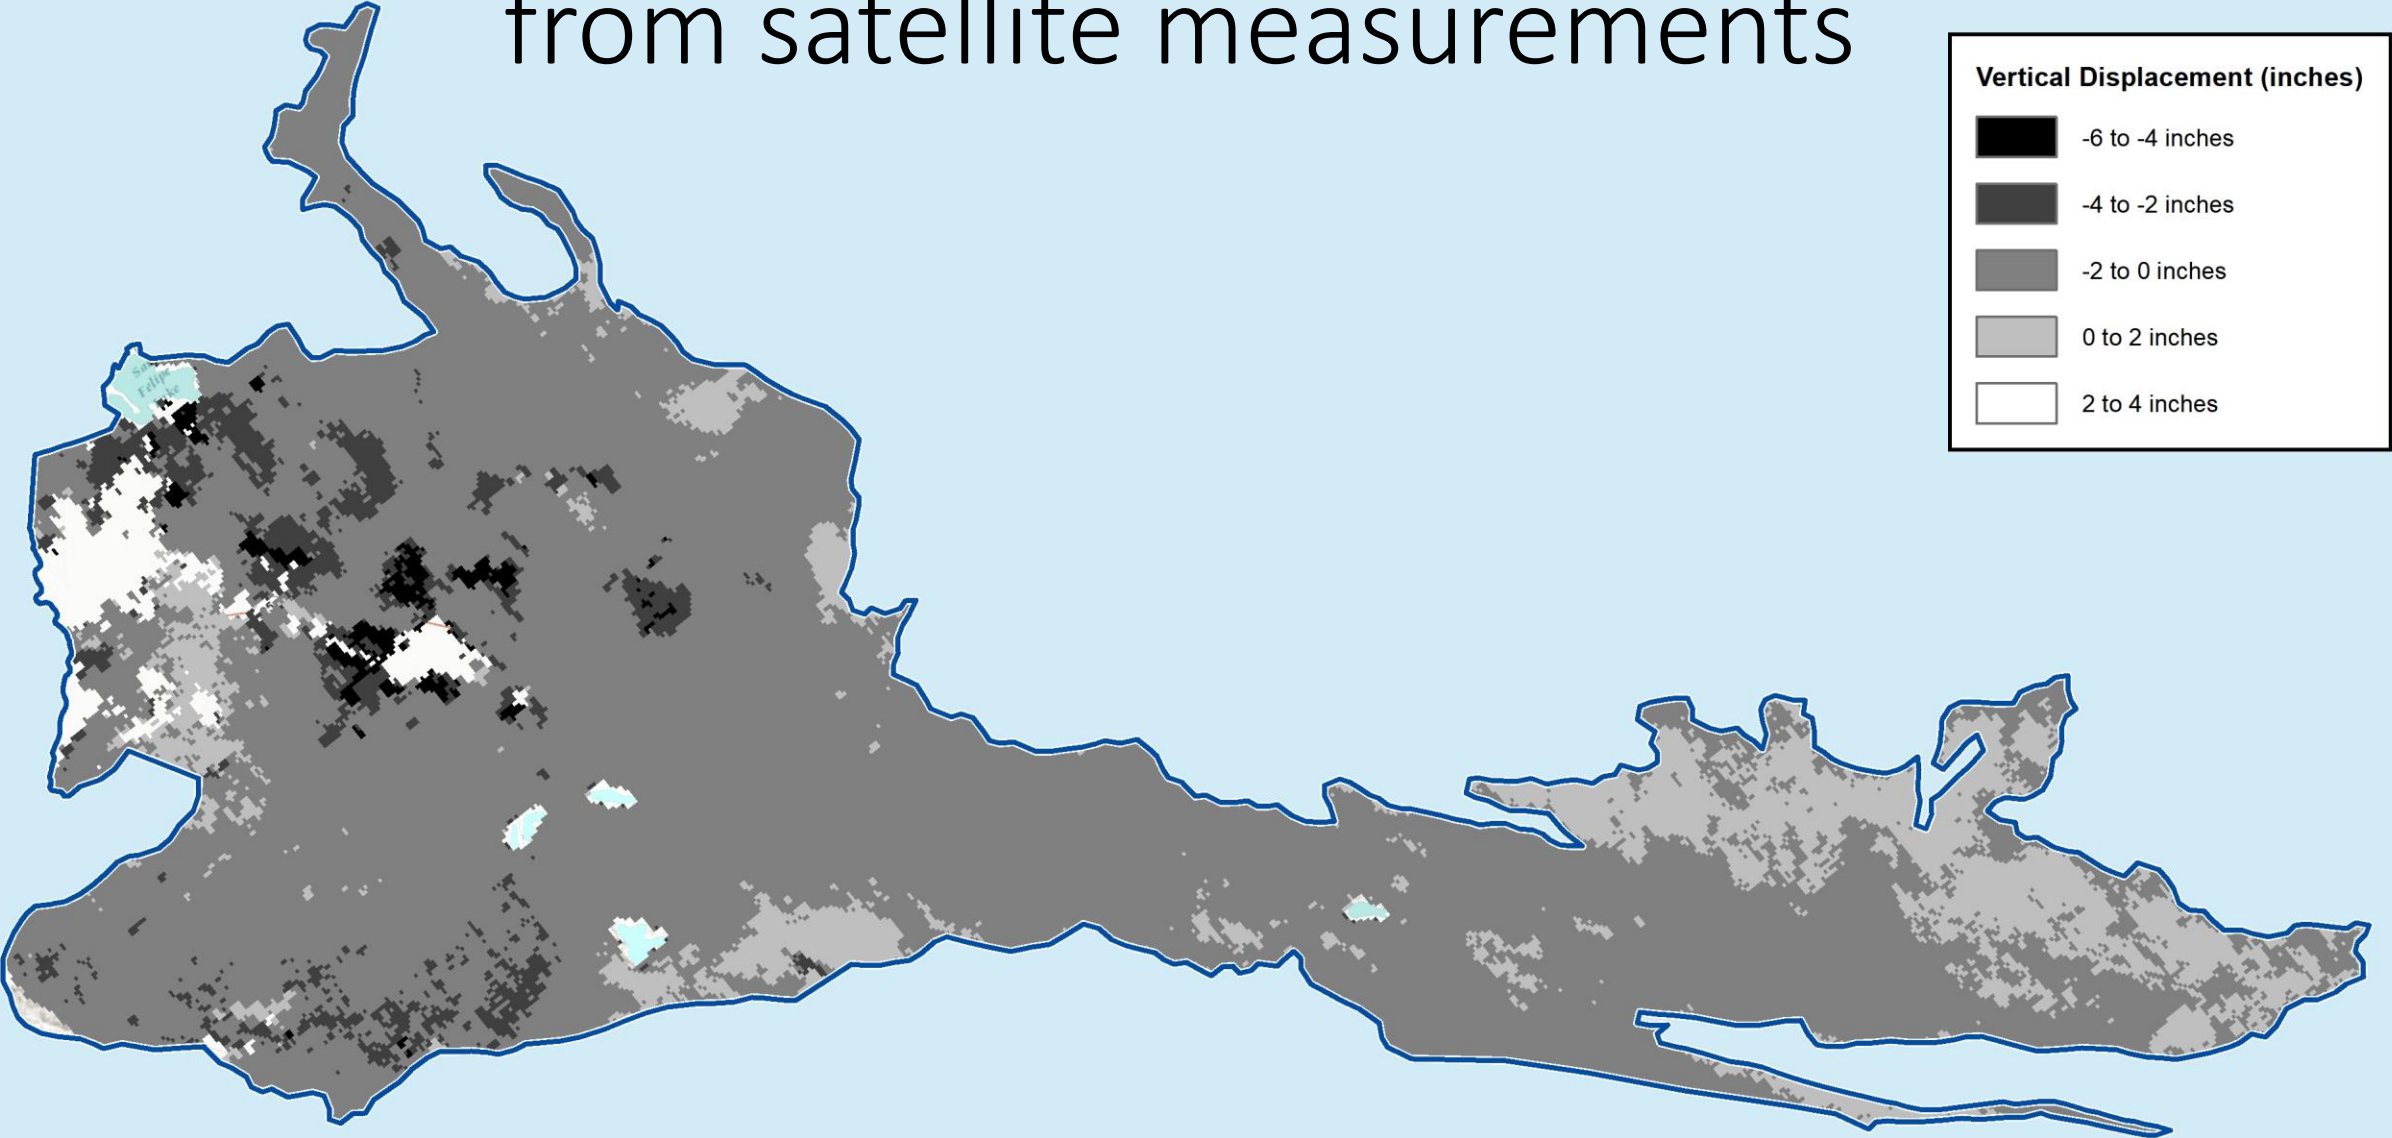 from satellite measurements
Vertical Displacement (inches)
-6 to -4 inches
-4 to -2 inches
-2 to 0 inches
0 to 2 inches
2 to 4 inches
Felipe